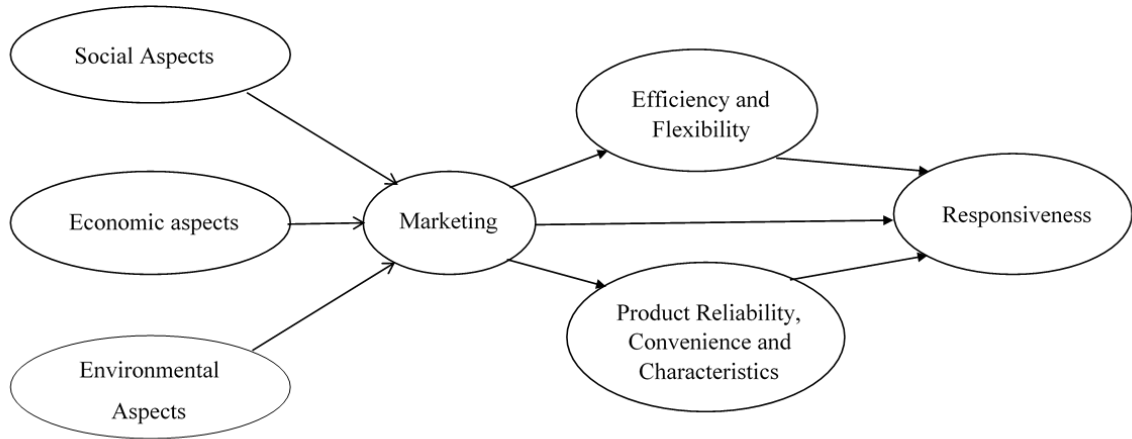 Social Aspects
Economic aspects
Environmental
Aspects
Marketing
Efficiency and
Flexibility
Product Reliability,
Convenience and
Characteristics
Responsiveness